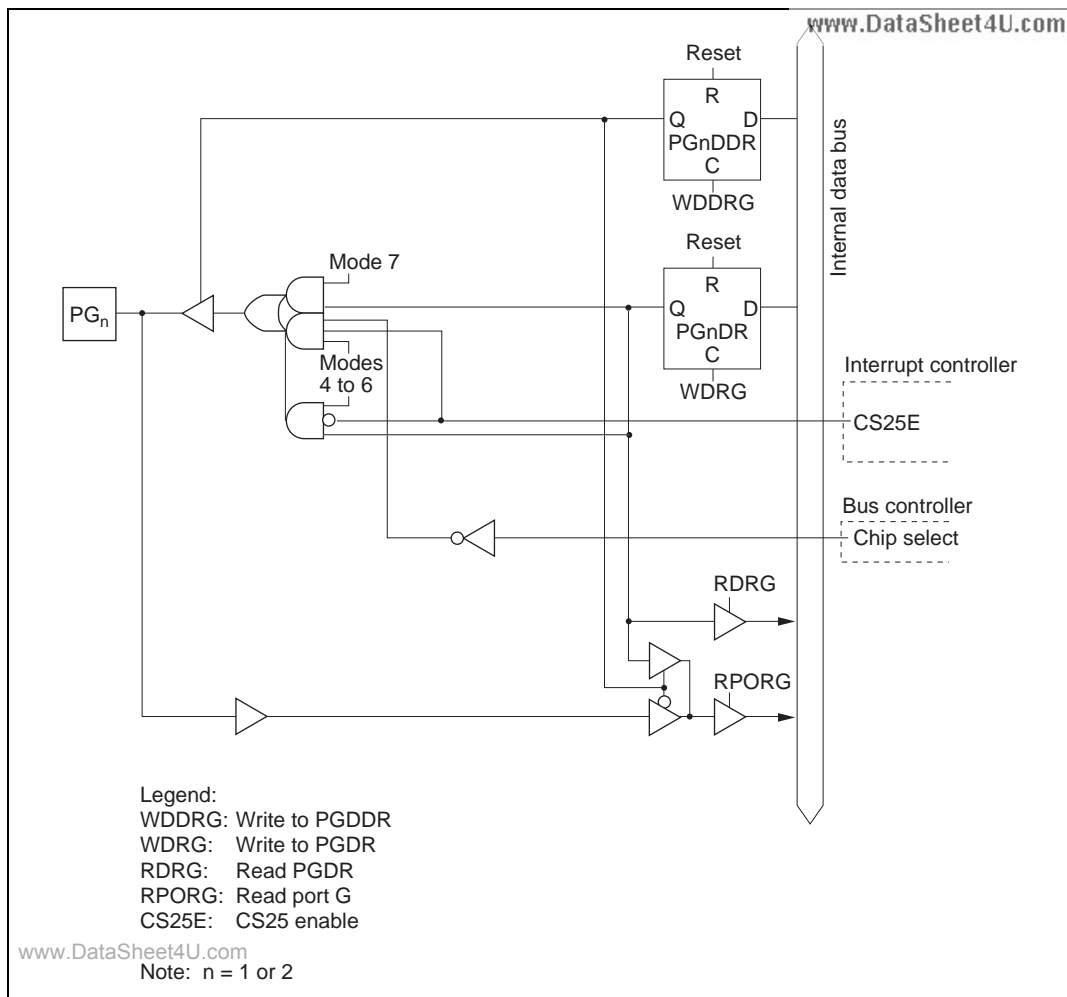 www.DataSheet4U.com
Reset
R
Q D
PGnDDR
C
WDDRG
Internal data bus
Reset
R
Q D
PGnDR
C
WDRG
Mode 7
PGn
Modes
4 to 6
Interrupt controller
CS25E
Bus controller
Chip select
RDRG
RPORG
Legend:
WDDRG: Write to PGDDR
WDRG: Write to PGDR
RDRG: Read PGDR
RPORG: Read port G
CS25E: CS25 enable
www.DataSheet4U.com
Note: n = 1 or 2